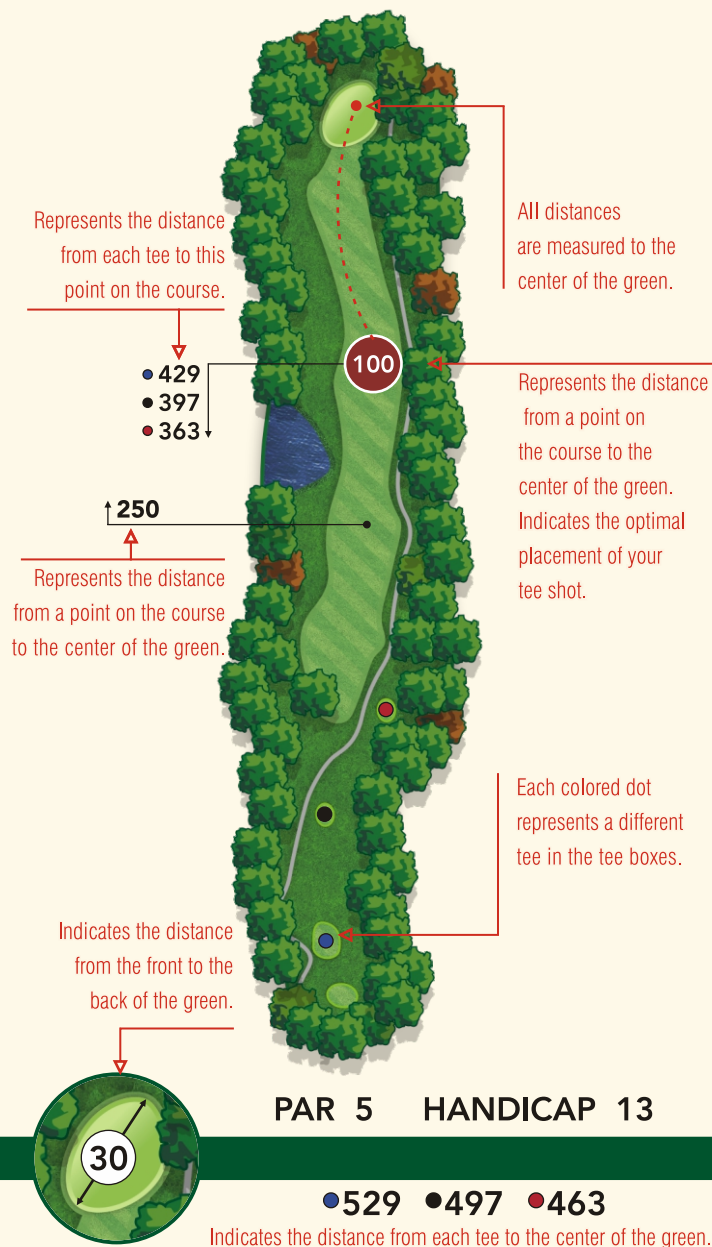 All distances
are measured to the
center of the green.
Represents the distance
from each tee to this
point on the course.
429
397
363
100
Represents the distance
from a point on
the course to the
center of the green.
Indicates the optimal
placement of your
tee shot.
250
Represents the distance
from a point on the course
to the center of the green.
Each colored dot
represents a different
tee in the tee boxes.
Indicates the distance
from the front to the
back of the green.
30
PAR 5 HANDICAP 13
529 497 463
Indicates the distance from each tee to the center of the green.